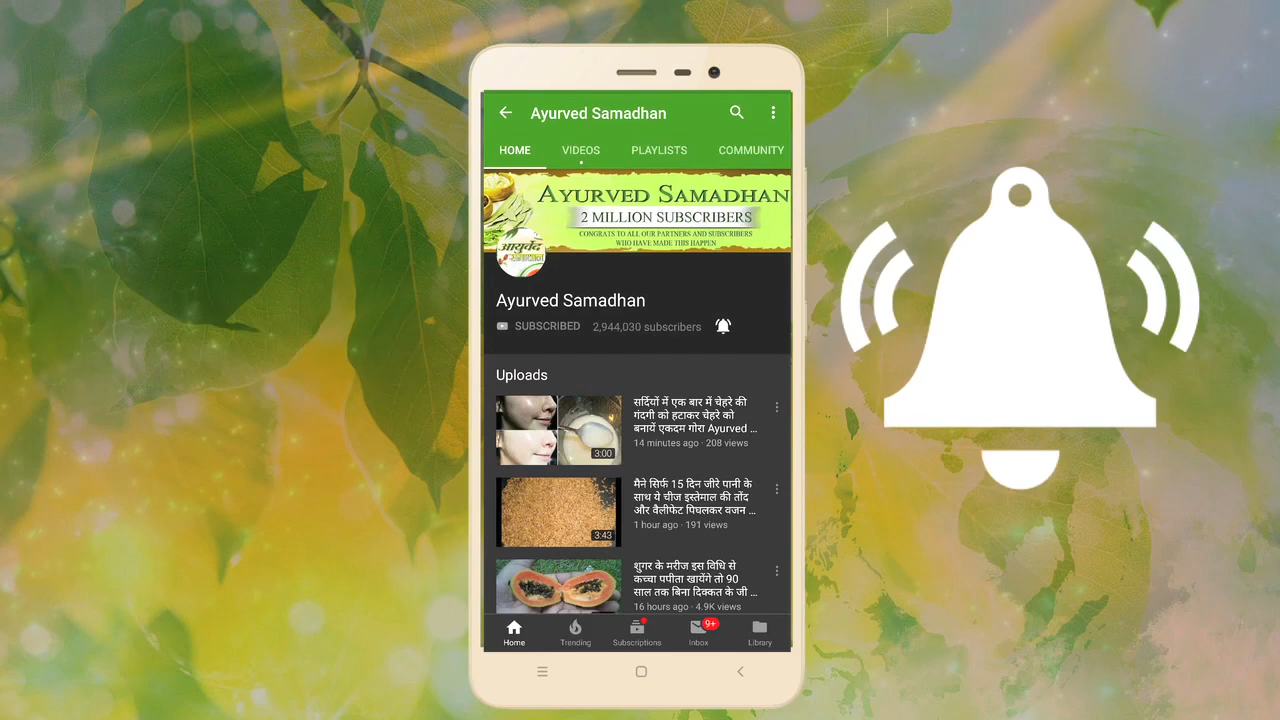 Ayurved Samadhan
HOME VIDEOS PLAYLISTS COMMUNITY
AYURVED SAMADHAN
2 MILLION SUBSCRIBERS
CONGRATS TO ALL OUR PARTNERS AND SUBSCRIBERS
WHO HAVE MADE THIS HAPPEN
आयुर्वेद
समाधान
Ayurved Samadhan
SUBSCRIBED 2,944,030 subscribers
Uploads
सर्दियों में एक बार में चेहरे की
गंदगी को हटाकर चेहरे को
बनायें एकदम गोरा Ayurved ...
14 minutes ago · 208 views
3:00
मैने सिर्फ 15 दिन जीरे पानी के
साथ ये चीज इस्तेमाल की तोंद
और वैलीफेट पिघलकर वजन ...
1 hour ago · 191 views
3:43
शुगर के मरीज इस विधि से
कच्चा पपीता खायेंगे तो 90
साल तक बिना दिक्कत के जी ...
16 hours ago · 4.9K views
9+
Home Trending Subscriptions Inbox Library